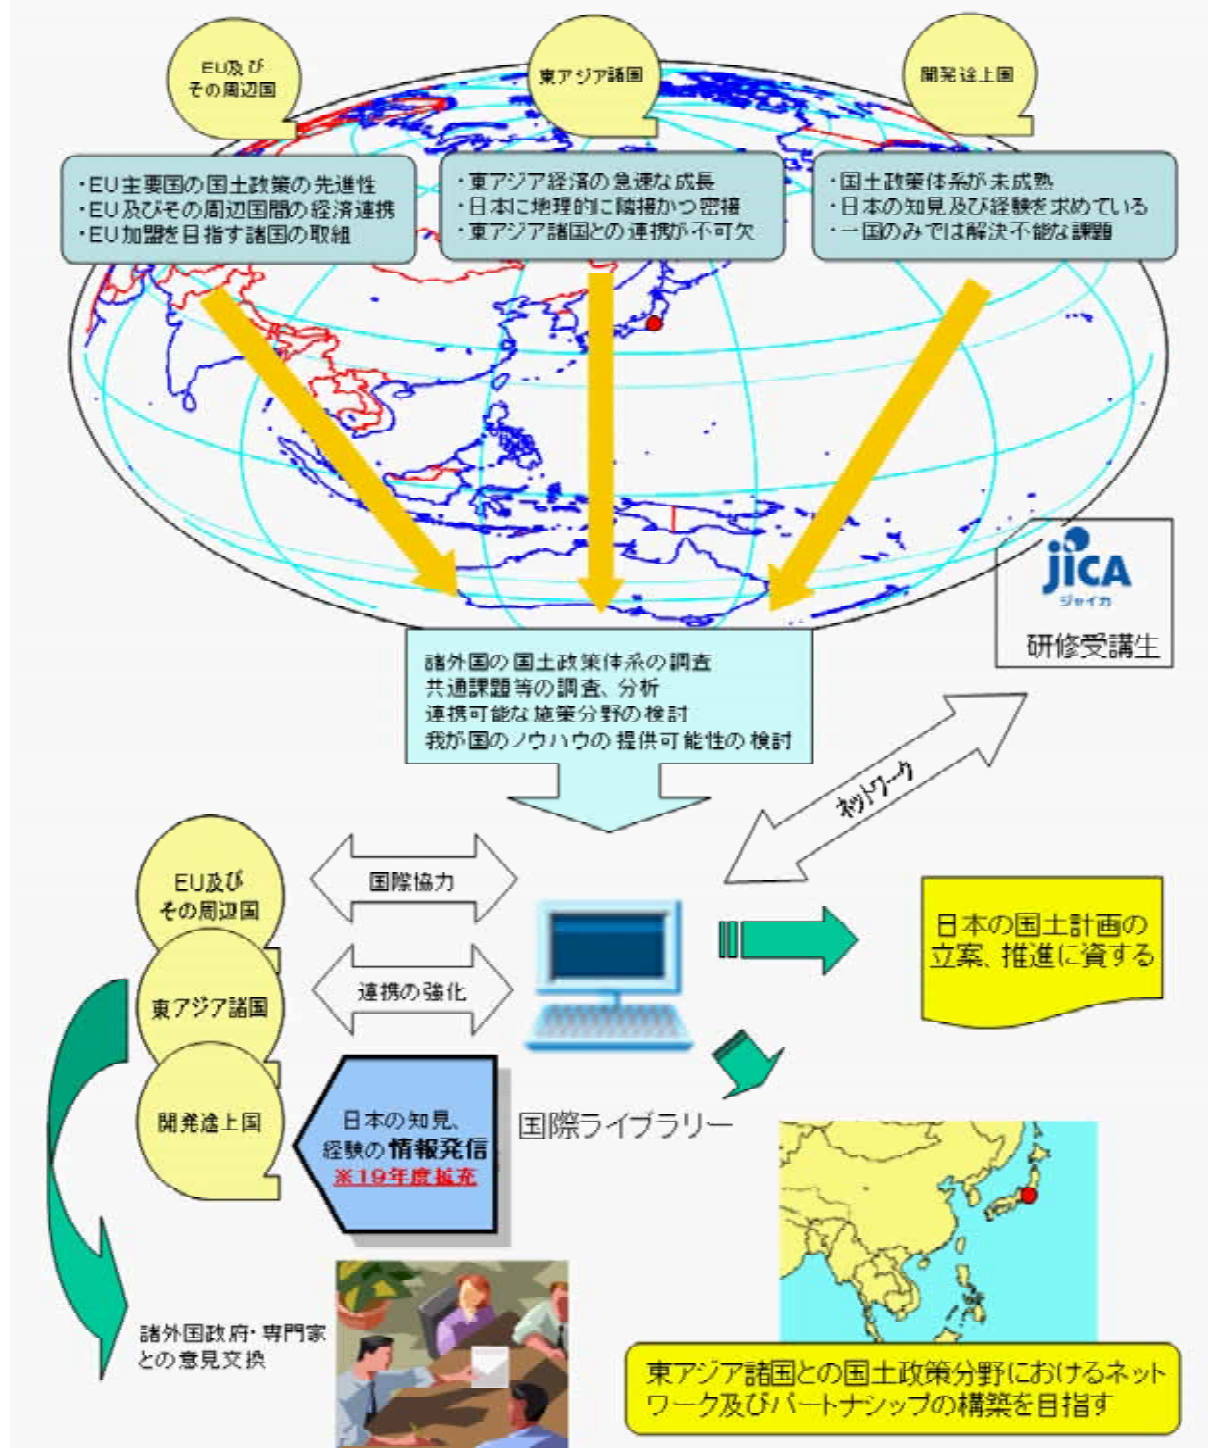 EU及び
その周辺国
東アジア諸国
開発途上国
・EU主要国の国土政策の先進性
・EU及びその周辺国間の経済連携
・EU加盟を目指す諸国の取組
・東アジア経済の急速な成長
・日本に地理的に隣接かつ密接
・東アジア諸国との連携が不可欠
・国土政策体系が未成熟
・日本の知見及び経験を求めている
・一国のみでは解決不能な課題
jICA
ジャイカ
研修受講生
諸外国の国土政策体系の調査
共通課題等の調査、分析
連携可能な施策分野の検討
我が国のノウハウの提供可能性の検討
ネットワーク
EU及び
その周辺国
国際協力
日本の国土計画の
立案、推進に資する
東アジア諸国
連携の強化
開発途上国
日本の知見、
経験の情報発信
※19年度拡充
国際ライブラリー
諸外国政府・専門家
との意見交換
東アジア諸国との国土政策分野におけるネット
ワーク及びパートナシップの構築を目指す